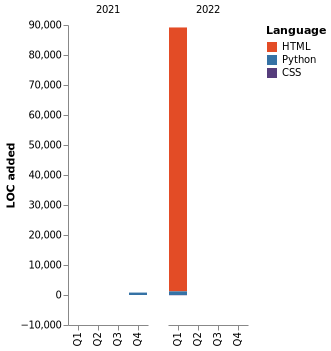 2021 2022
Language
HTML
Python
CSS
LOC added
90,000
80,000
70,000
60,000
50,000
40,000
30,000
20,000
10,000
0
−10,000
Q1 Q2 Q3 Q4 Q1 Q2 Q3 Q4